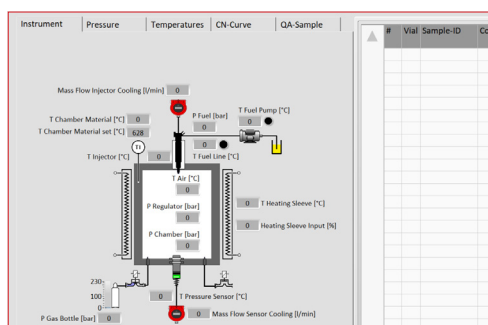 Instrument Pressure Temperatures CN-Curve QA-Sample
# Vial Sample-ID Co
Mass Flow Injector Cooling [l/min] 0
P Fuel [bar] T Fuel Pump [°C]
0 0
T Chamber Material [°C] 0
T Chamber Material set [°C] 628
TI
0
T Injector [°C] 0 T Fuel Line [°C]
T Air [°C]
0
P Regulator [bar]
0
P Chamber [bar]
0
0 T Heating Sleeve [°C]
0 Heating Sleeve Input [%]
230
100
0
0 T Pressure Sensor [°C]
P Gas Bottle [bar] 0
0 Mass Flow Sensor Cooling [l/min]